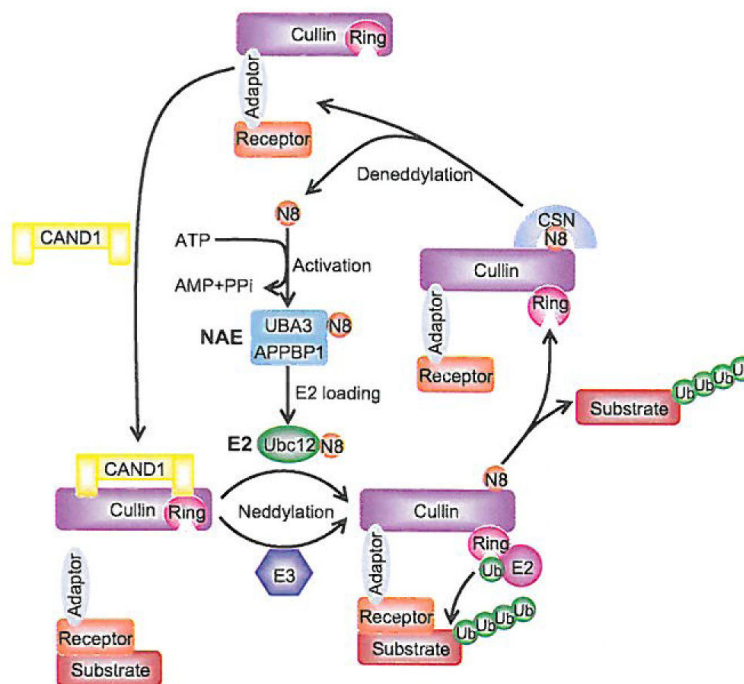 Cullin
Ring
Adaptor
Receptor
Deneddylation
CSN
N8
N8
CAND1
ATP
Activation
Cullin
AMP+PPi
Ring
Adaptor
NAE
UBA3
N8
APPBP1
Receptor
E2 loading
Ub Ub Ub Ub
Substrate
E2
Ubc12
N8
CAND1
N8
Cullin
Ring
Neddylation
Cullin
Ring
Adaptor
Ub
E2
E3
Adaptor
Receptor
Ub Ub Ub Ub
Receptor
Substrate
Substrate